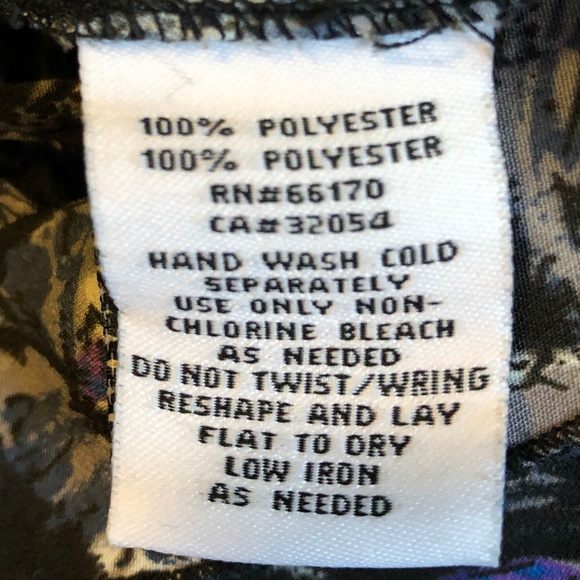 100% POLYESTER
100% POLYESTER
RN#66170
CA#32054
HAND WASH COLD
SEPARATELY
USE ONLY NON-
CHLORINE BLEACH
AS NEEDED
DO NOT TWIST/WRING
RESHAPE AND LAY
FLAT TO DRY
LOW IRON
AS NEEDED